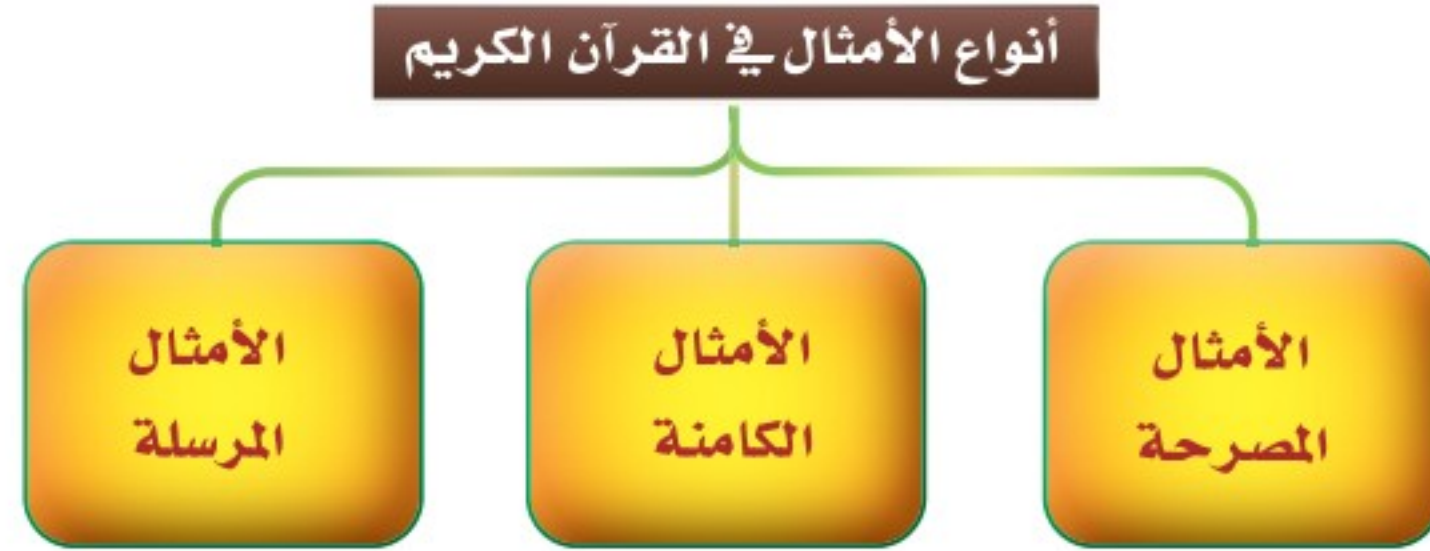 أنواع الأمثال في القرآن الكريم
الأمثال
المصرحة
الأمثال
الكامنة
الأمثال
المرسلة